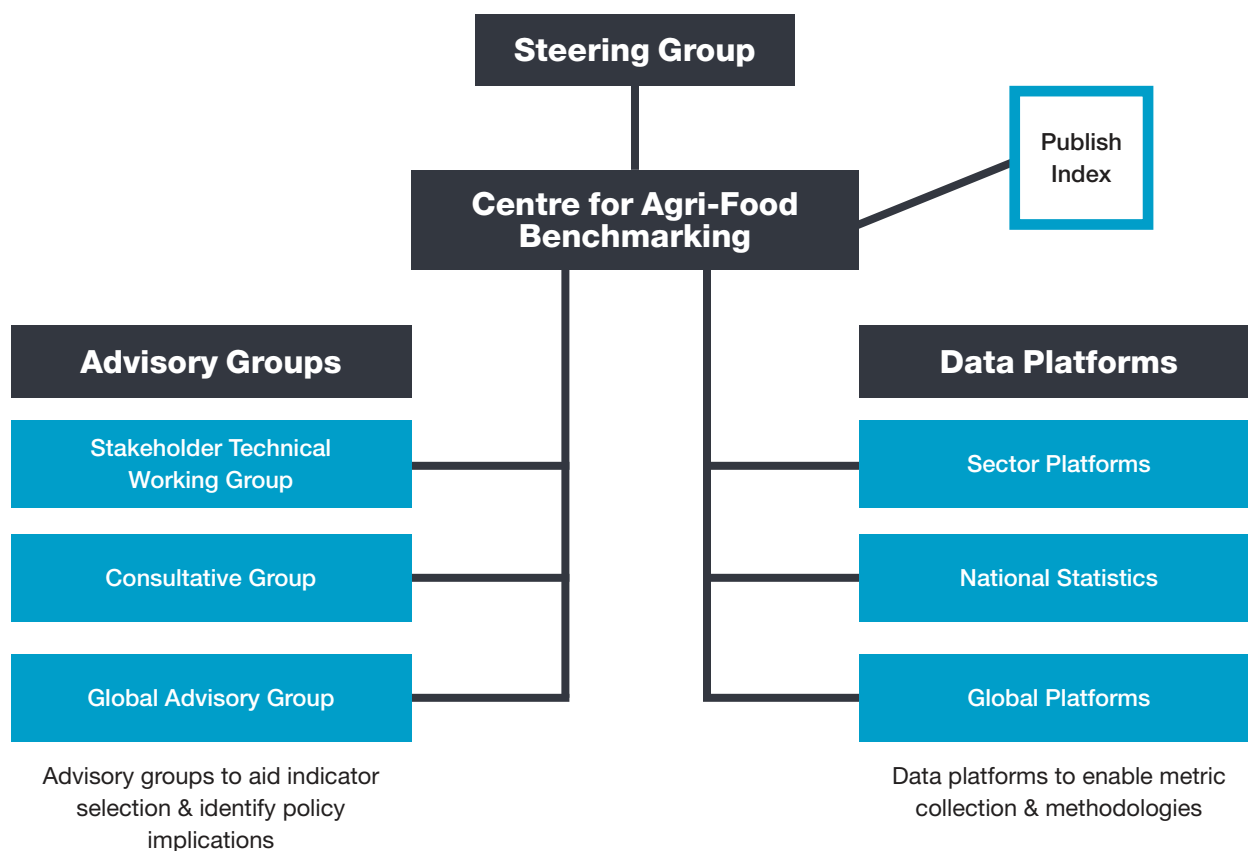 Steering Group
Publish
Index
Centre for Agri-Food
Benchmarking
Advisory Groups
Stakeholder Technical
Working Group
Consultative Group
Global Advisory Group
Advisory groups to aid indicator
selection & identify policy
implications
Data Platforms
Sector Platforms
National Statistics
Global Platforms
Data platforms to enable metric
collection & methodologies